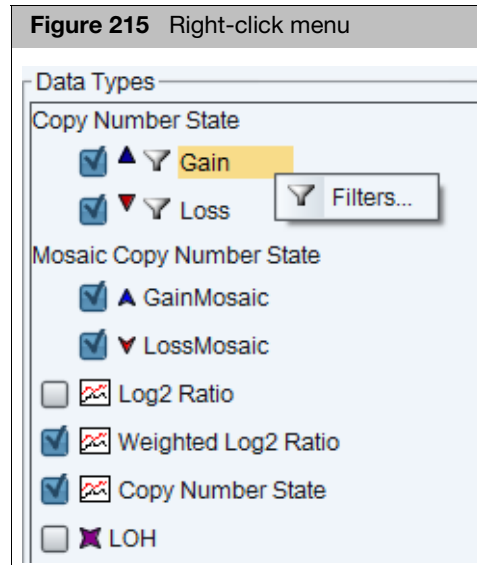 Figure 215 Right-click menu
Data Types
Copy Number State
Gain
Filters...
Loss
Mosaic Copy Number State
GainMosaic
LossMosaic
Log2 Ratio
Weighted Log2 Ratio
Copy Number State
LOH